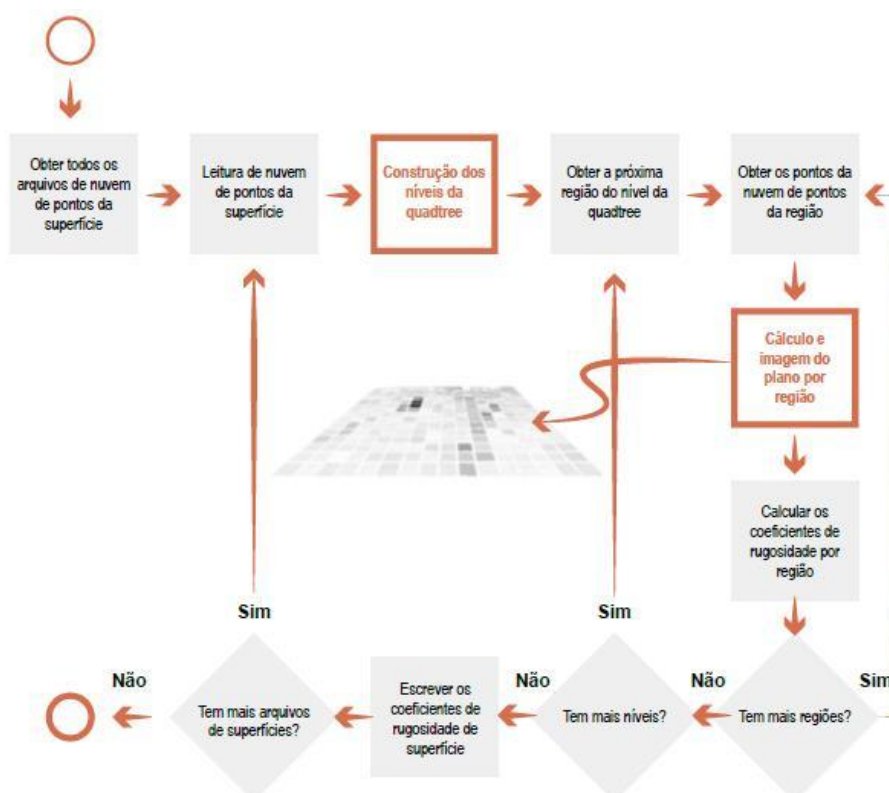 Obter todos os
arquivos de nuvem
de pontos da
superfície
Leitura de nuvem
de pontos da
superfície
Construção dos
níveis da
quadtree
Obter a próxima
região do nível da
quadtree
Obter os pontos da
nuvem de pontos
da região
Cálculo e
imagem do
plano por
região
Calcular os
coeficientes de
rugosidade por
região
Sim
Sim
Não
Tem mais arquivos
de superfícies?
Escrever os
coeficientes de
rugosidade de
superfície
Não
Tem mais níveis?
Não
Tem mais regiões?
Sim